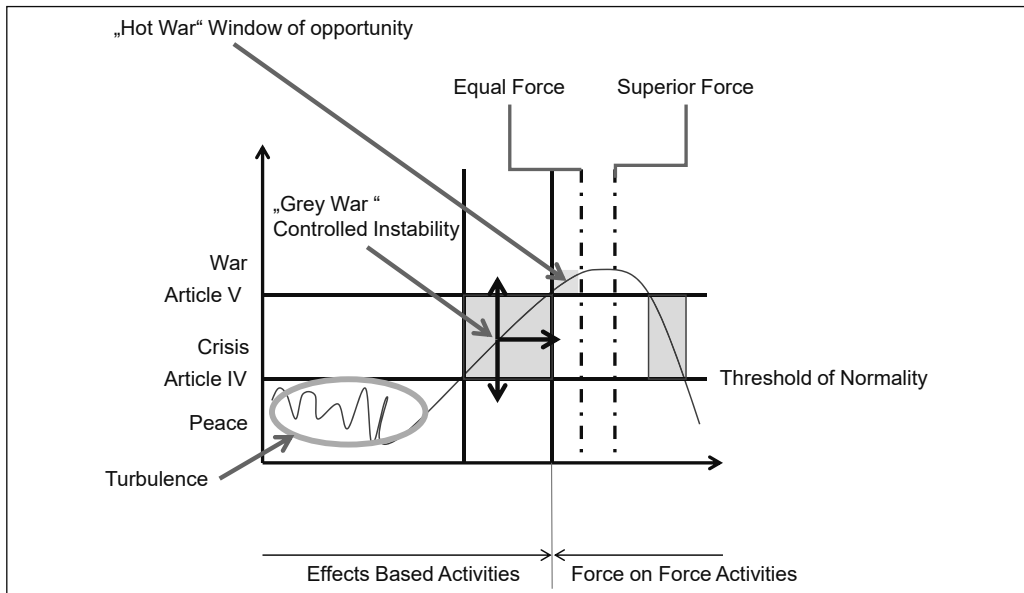 „Hot War“ Window of opportunity
Equal Force
Superior Force
„Grey War “
Controlled Instability
War
Article V
Crisis
Article IV
Threshold of Normality
Peace
Turbulence
Effects Based Activities
Force on Force Activities